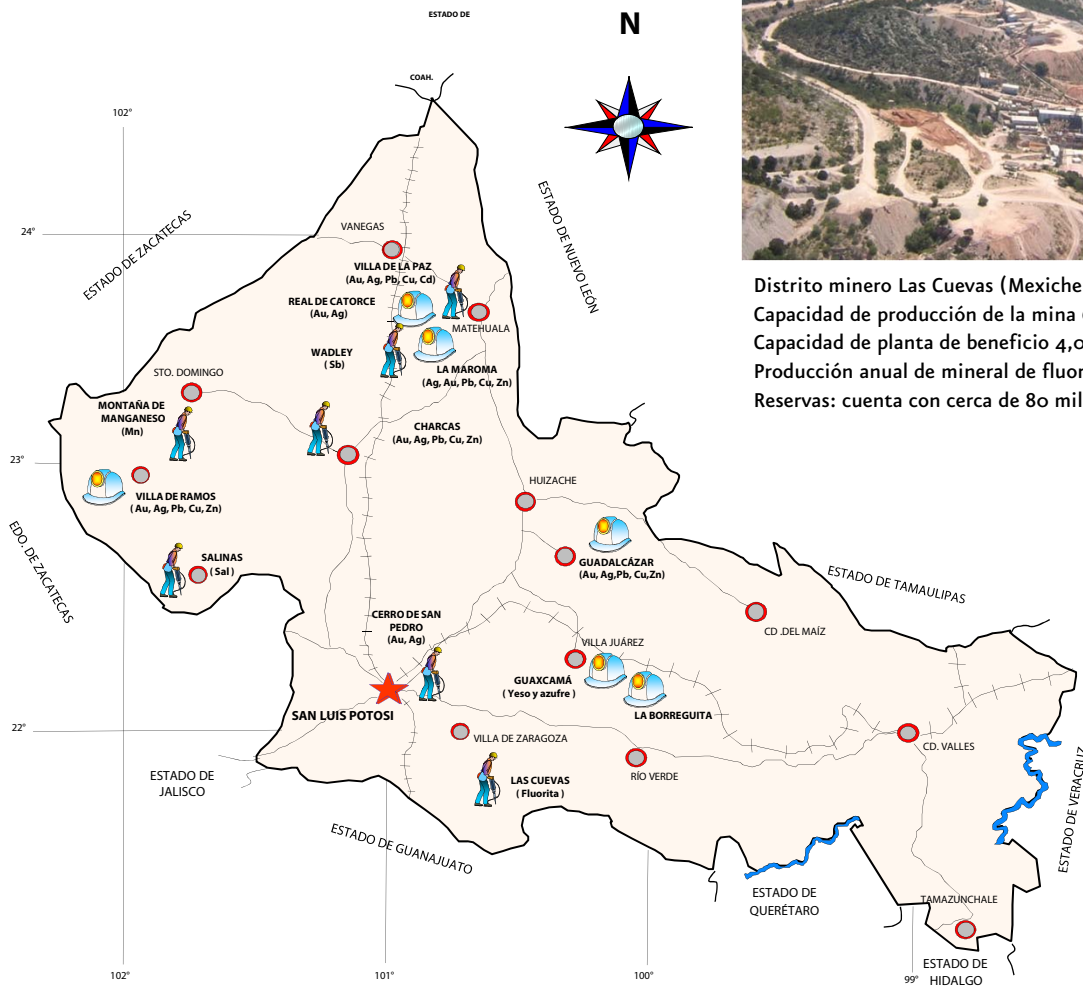 ESTADO DE
N
COAH.
102°
ESTADO DE NUEVO LEÓN
ESTADO DE ZACATECAS
24°
VANEGAS
VILLA DE LA PAZ
(Au, Ag, Pb, Cu, Cd)
REAL DE CATORCE
(Au, Ag)
MATEHUALA
WADLEY
( Sb)
LA MAROMA
(Ag, Au, Pb, Cu, Zn)
STO. DOMINGO
MONTAÑA DE
MANGANESO
(Mn)
CHARCAS
(Au, Ag, Pb, Cu, Zn)
23°
HUIZACHE
VILLA DE RAMOS
( Au, Ag, Pb, Cu, Zn)
EDO. DE ZACATECAS
SALINAS
( Sal )
GUADALCÁZAR
(Au, Ag,Pb, Cu,Zn)
ESTADO DE TAMAULIPAS
CERRO DE SAN
PEDRO
(Au, Ag)
CD .DEL MAÍZ
VILLA JUÁREZ
GUAXCAMÁ
( Yeso y azufre )
LA BORREGUITA
SAN LUIS POTOSI
22°
VILLA DE ZARAGOZA
CD. VALLES
RÍO VERDE
ESTADO DE
JALISCO
LAS CUEVAS
( Fluorita )
ESTADO DE VERACRUZ
ESTADO DE GUANAJUATO
ESTADO DE
QUERÉTARO
TAMAZUNCHALE
ESTADO DE
HIDALGO
102°
101°
100°
99°
Distrito minero Las Cuevas (Mexiche
Capacidad de producción de la mina
Capacidad de planta de beneficio 4,0
Producción anual de mineral de fluor
Reservas: cuenta con cerca de 80 mil